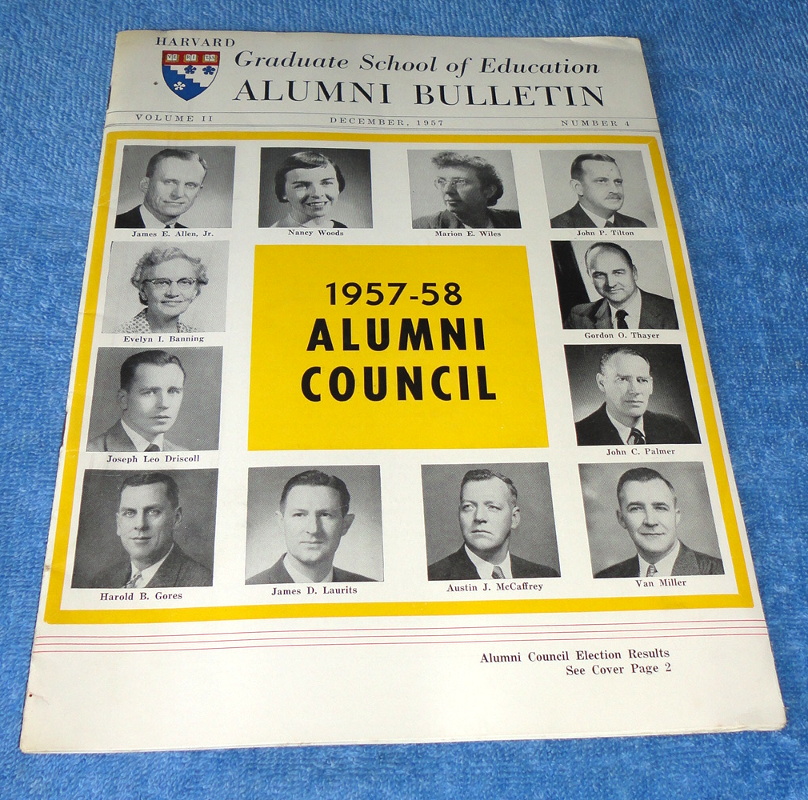 HARVARD
Graduate School of Education
ALUMNI BULLETIN
VOLUME II DECEMBER, 1957 NUMBER 4
James E. Allen, Jr. Nancy Woods Marion E. Wiles John P. Tilton
1957-58
ALUMNI
COUNCIL
Evelyn I. Banning Gordon O. Thayer
Joseph Leo Driscoll John C. Palmer
Harold B. Gores James D. Laurits Austin J. McCaffrey Van Miller
Alumni Council Election Results
See Cover Page 2